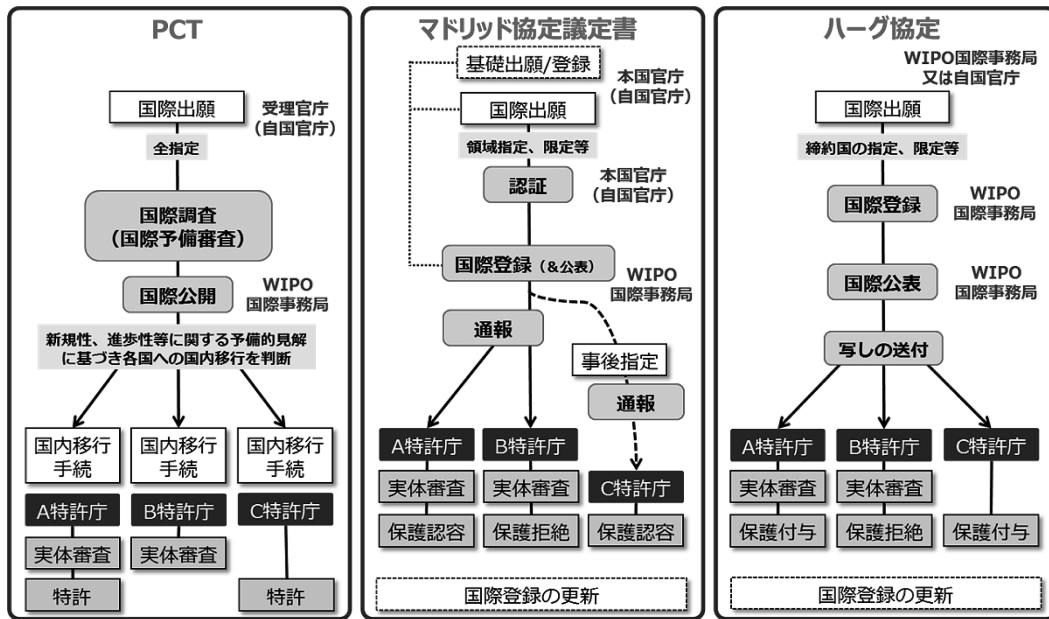 PCT
国際出願
受理官庁
(自国官庁)
全指定
国際調査
(国際予備審査)
国際公開
WIPO
国際事務局
新規性、進歩性等に関する予備的見解
に基づき各国への国内移行を判断
国内移行
手続
国内移行
手続
国内移行
手続
A特許庁
B特許庁
C特許庁
実体審査
実体審査
特許
特許
マドリッド協定議定書
基礎出願/登録
本国官庁
(自国官庁)
国際出願
領域指定、限定等
認証
本国官庁
(自国官庁)
国際登録(&公表)
WIPO
国際事務局
通報
事後指定
通報
A特許庁
B特許庁
C特許庁
実体審査
実体審査
保護認容
保護拒絶
保護認容
国際登録の更新
ハーグ協定
WIPO国際事務局
又は自国官庁
国際出願
締約国の指定、限定等
国際登録
WIPO
国際事務局
国際公表
WIPO
国際事務局
写しの送付
A特許庁
B特許庁
C特許庁
実体審査
実体審査
保護付与
保護拒絶
保護付与
国際登録の更新